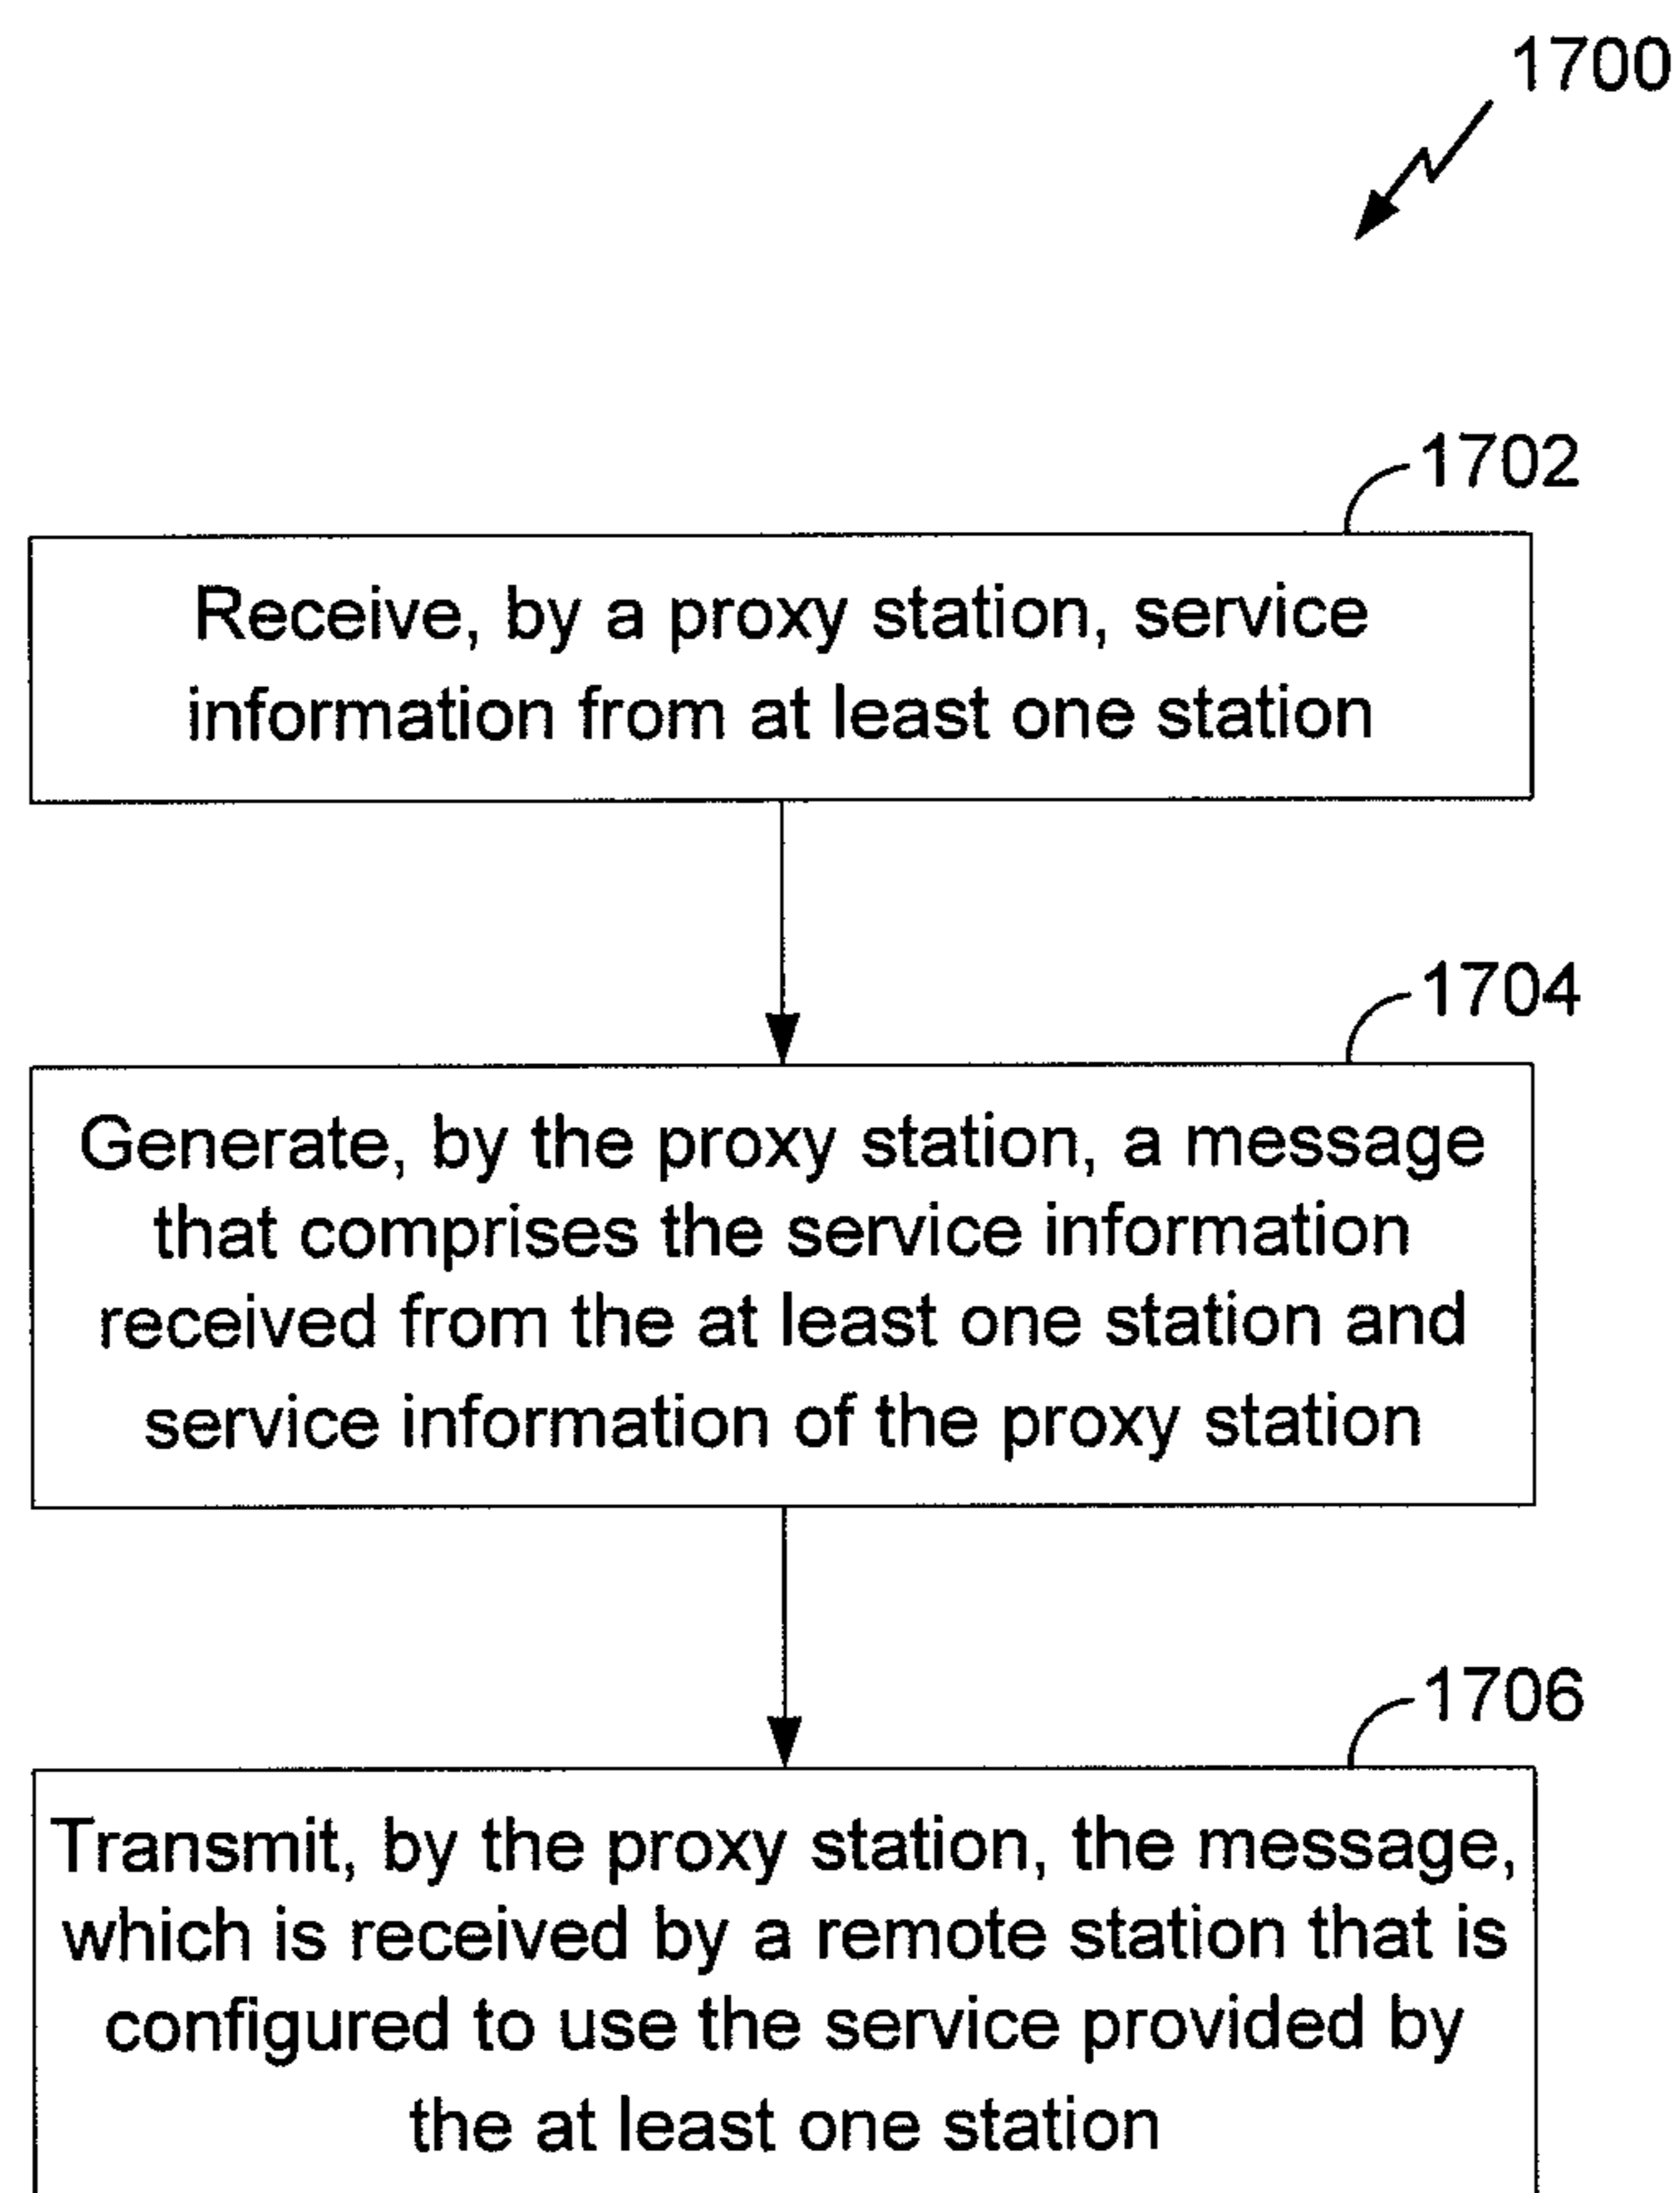 1700
1702
Receive, by a proxy station, service
information from at least one station
1704
Generate, by the proxy station, a message
that comprises the service information
received from the at least one station and
service information of the proxy station
1706
Transmit, by the proxy station, the message,
which is received by a remote station that is
configured to use the service provided by
the at least one station